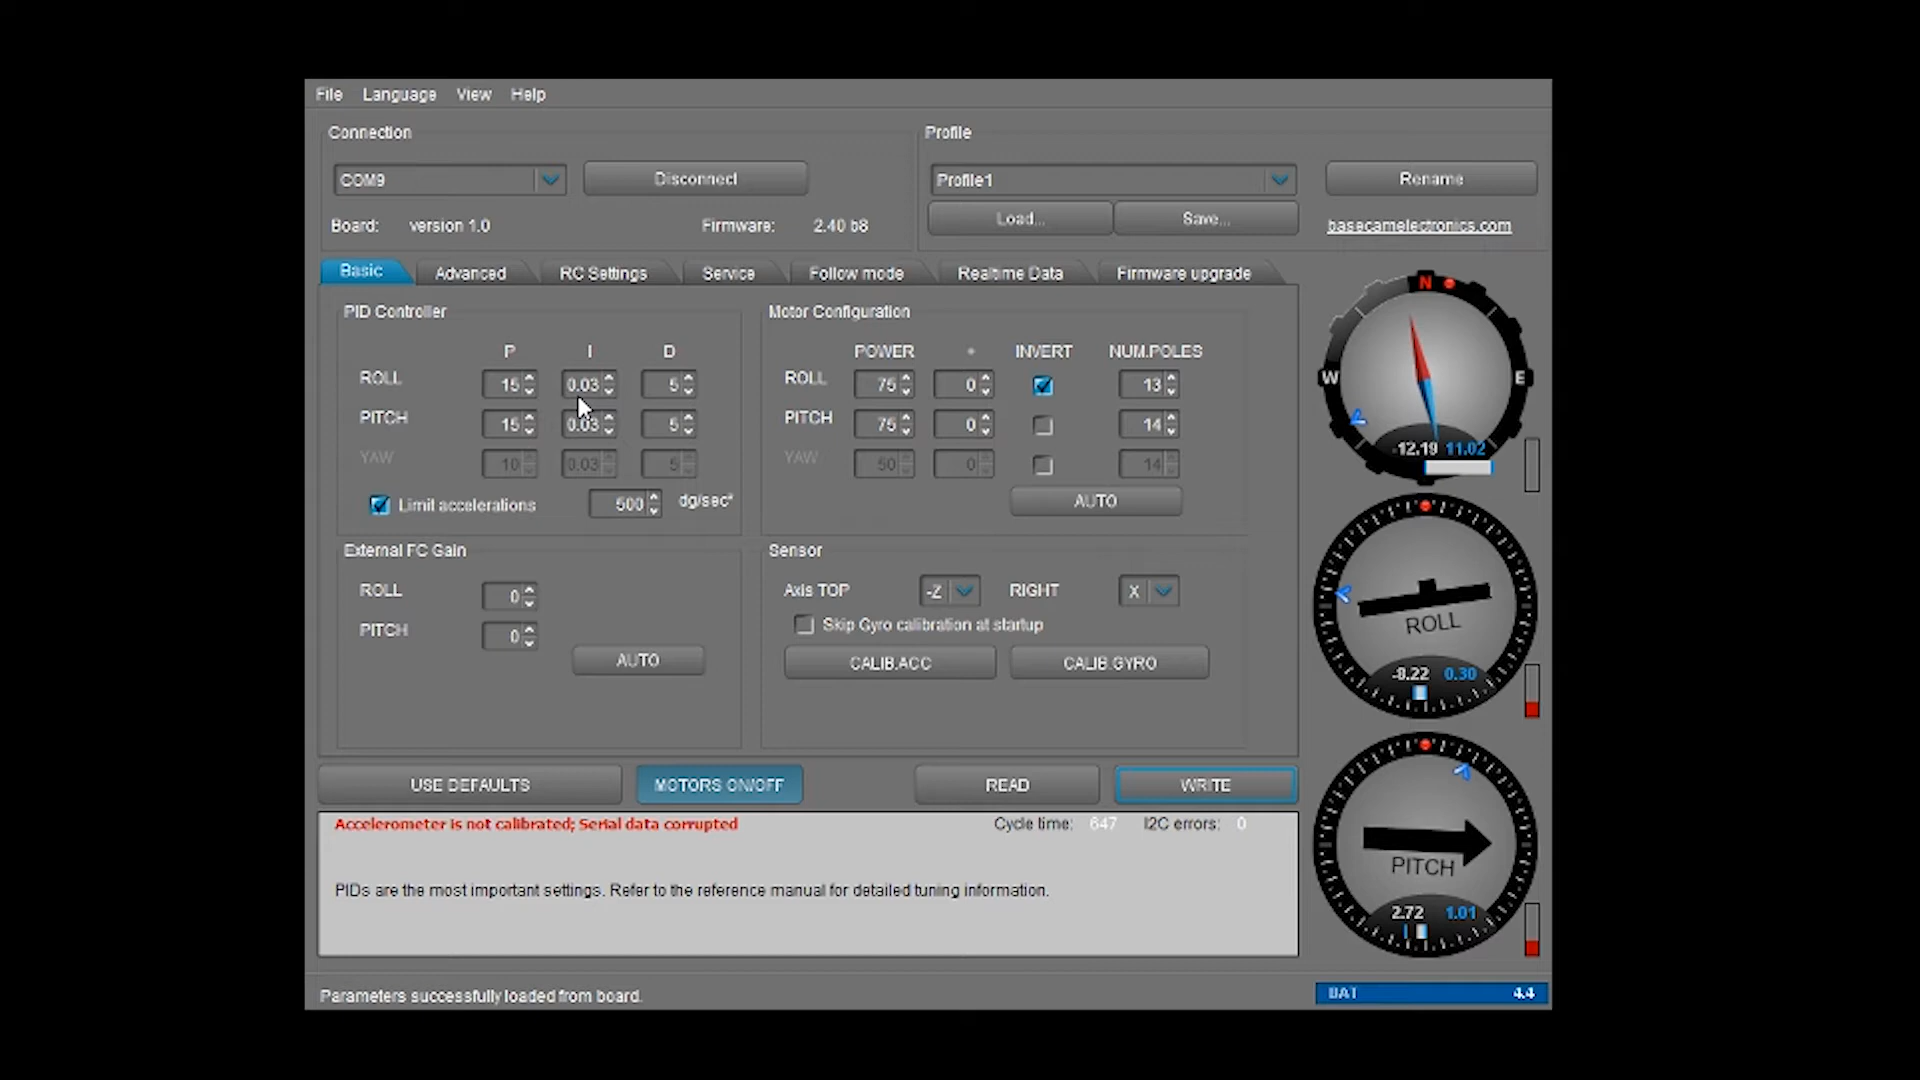 File Language View Help
Connection
Profile
COM9
Disconnect
Profile1
Rename
Board: version 1.0
Firmware: 2.40 b8
Load...
Save...
basecamelectronics.com
Basic
Advanced
RC Settings
Service
Follow mode
Realtime Data
Firmware upgrade
PID Controller
P I D
ROLL 15 0.03 5
PITCH 15 0.03 5
YAW 10 0.03 5
Limit accelerations 500
Motor Configuration
POWER + INVERT NUM.POLES
ROLL 75 0 13
PITCH 75 0 14
YAW 50 0 14
AUTO
External FC Gain
ROLL 0
PITCH 0
AUTO
Sensor
Axis TOP -Z RIGHT X
Skip Gyro calibration at startup
CALIB.ACC
CALIB.GYRO
N
W E
-12.19 11.02
ROLL
0.30
PITCH
2.72 1.01
USE DEFAULTS
MOTORS ON/OFF
READ
WRITE
Accelerometer is not calibrated; Serial data corrupted
Cycle time: 647 I2C errors: 0
PIDs are the most important settings. Refer to the reference manual for detailed tuning information.
Parameters successfully loaded from board.
BAT 4.4